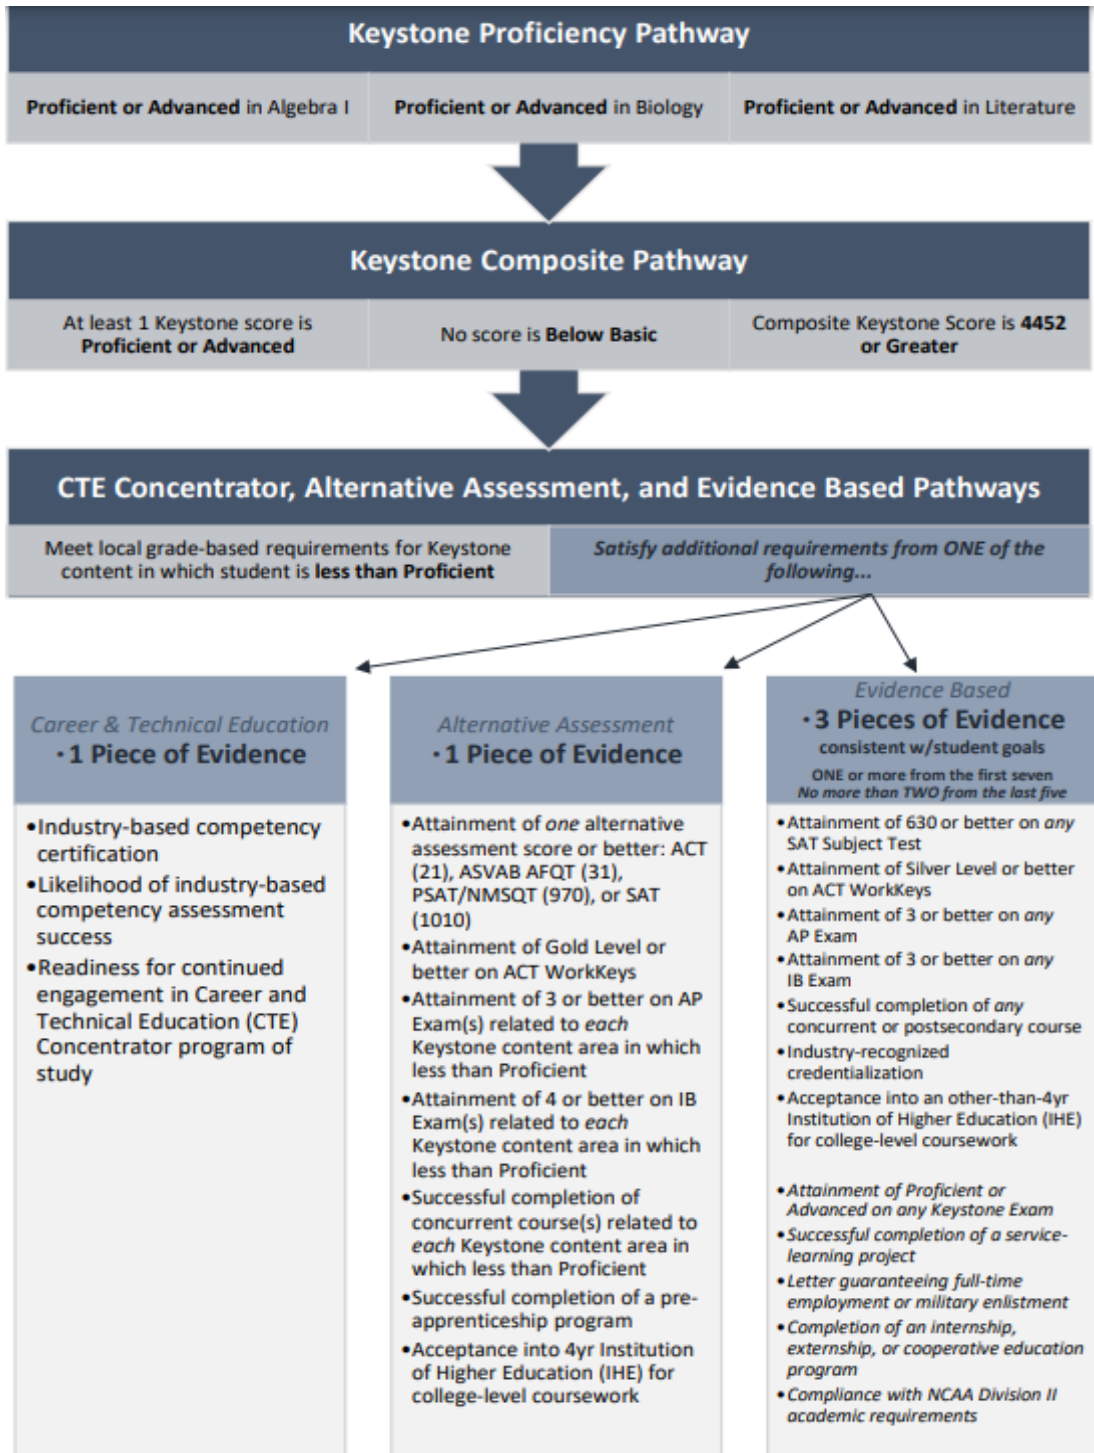 Keystone Proficiency Pathway
Proficient or Advanced in Algebra I
Proficient or Advanced in Biology
Proficient or Advanced in Literature
Keystone Composite Pathway
At least 1 Keystone score is
Proficient or Advanced
No score is Below Basic
Composite Keystone Score is 4452
or Greater
CTE Concentrator, Alternative Assessment, and Evidence Based Pathways
Meet local grade-based requirements for Keystone
content in which student is less than Proficient
Satisfy additional requirements from ONE of the
following...
Career & Technical Education
• 1 Piece of Evidence
•Industry-based competency
certification
•Likelihood of industry-based
competency assessment
success
•Readiness for continued
engagement in Career and
Technical Education (CTE)
Concentrator program of
study
Alternative Assessment
• 1 Piece of Evidence
•Attainment of one alternative
assessment score or better: ACT
(21), ASVAB AFQT (31),
PSAT/NMSQT (970), or SAT
(1010)
•Attainment of Gold Level or
better on ACT WorkKeys
•Attainment of 3 or better on AP
Exam(s) related to each
Keystone content area in which
less than Proficient
•Attainment of 4 or better on IB
Exam(s) related to each
Keystone content area in which
less than Proficient
•Successful completion of
concurrent course(s) related to
each Keystone content area in
which less than Proficient
•Successful completion of a pre-
apprenticeship program
•Acceptance into 4yr Institution
of Higher Education (IHE) for
college-level coursework
Evidence Based
• 3 Pieces of Evidence
consistent w/student goals
ONE or more from the first seven
No more than TWO from the last five
•Attainment of 630 or better on any
SAT Subject Test
•Attainment of Silver Level or better
on ACT WorkKeys
•Attainment of 3 or better on any
AP Exam
•Attainment of 3 or better on any
IB Exam
•Successful completion of any
concurrent or postsecondary course
•Industry-recognized
credentialization
•Acceptance into an other-than-4yr
Institution of Higher Education (IHE)
for college-level coursework
•Attainment of Proficient or
Advanced on any Keystone Exam
•Successful completion of a service-
learning project
•Letter guaranteeing full-time
employment or military enlistment
•Completion of an internship,
externship, or cooperative education
program
•Compliance with NCAA Division II
academic requirements